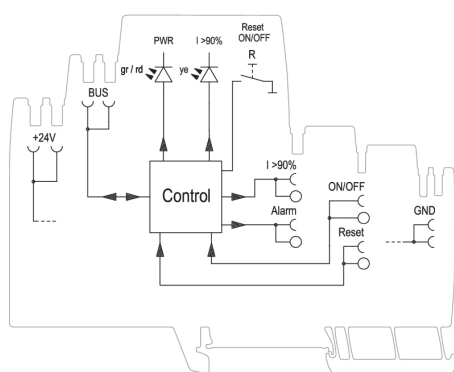 PWR
I >90%
Reset
ON/OFF
R
gr / rd
ye
BUS
+24V
I >90%
Control
ON/OFF
Alarm
GND
Reset